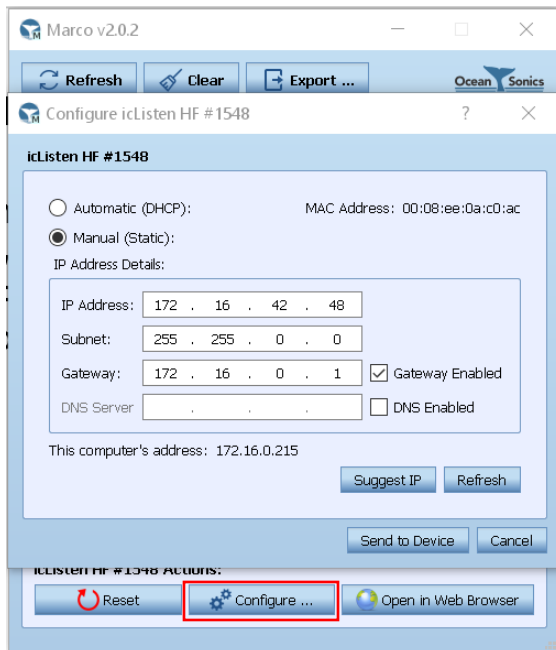 Marco v2.0.2
Refresh Clear Export ... Ocean Sonics
Configure icListen HF #1548 ?
icListen HF #1548
Automatic (DHCP): MAC Address: 00:08:ee:0a:c0:ac
Manual (Static):
IP Address Details:
IP Address: 172 . 16 . 42 . 48
Subnet: 255 . 255 . 0 . 0
Gateway: 172 . 16 . 0 . 1 Gateway Enabled
DNS Server . . . DNS Enabled
This computer's address: 172.16.0.215
Suggest IP Refresh
Send to Device Cancel
icListen HF #1548 Actions:
Reset Configure ... Open in Web Browser